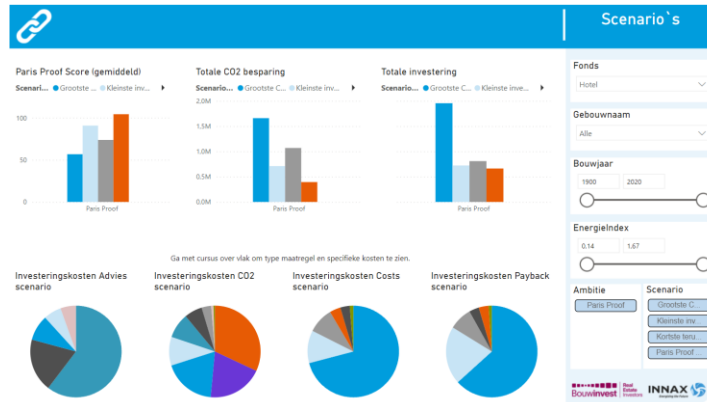 Scenario`s
Paris Proof Score (gemiddeld)
Scenari... Grootste ... Kleinste inv...
100
50
0
Paris Proof
Totale CO2 besparing
Scenario... Grootste C... Kleinste inv...
2,0M
1,5M
1,0M
0,5M
0,0M
Paris Proof
Totale investering
Scenario... Grootste C... Kleinste inve...
Paris Proof
Ga met cursus over vlak om type maatregel en specifieke kosten te zien.
Investeringskosten Advies
scenario
Investeringskosten CO2
scenario
Investeringskosten Costs
scenario
Investeringskosten Payback
scenario
Fonds
Hotel
Gebouwnaam
Alle
Bouwjaar
1900 2020
EnergieIndex
0,14 1,67
Ambitie
Paris Proof
Scenario
Grootste C...
Kleinste inv...
Kortste teru...
Paris Proof ...
Bouwinvest
Real
Estate
Investors
INNAX